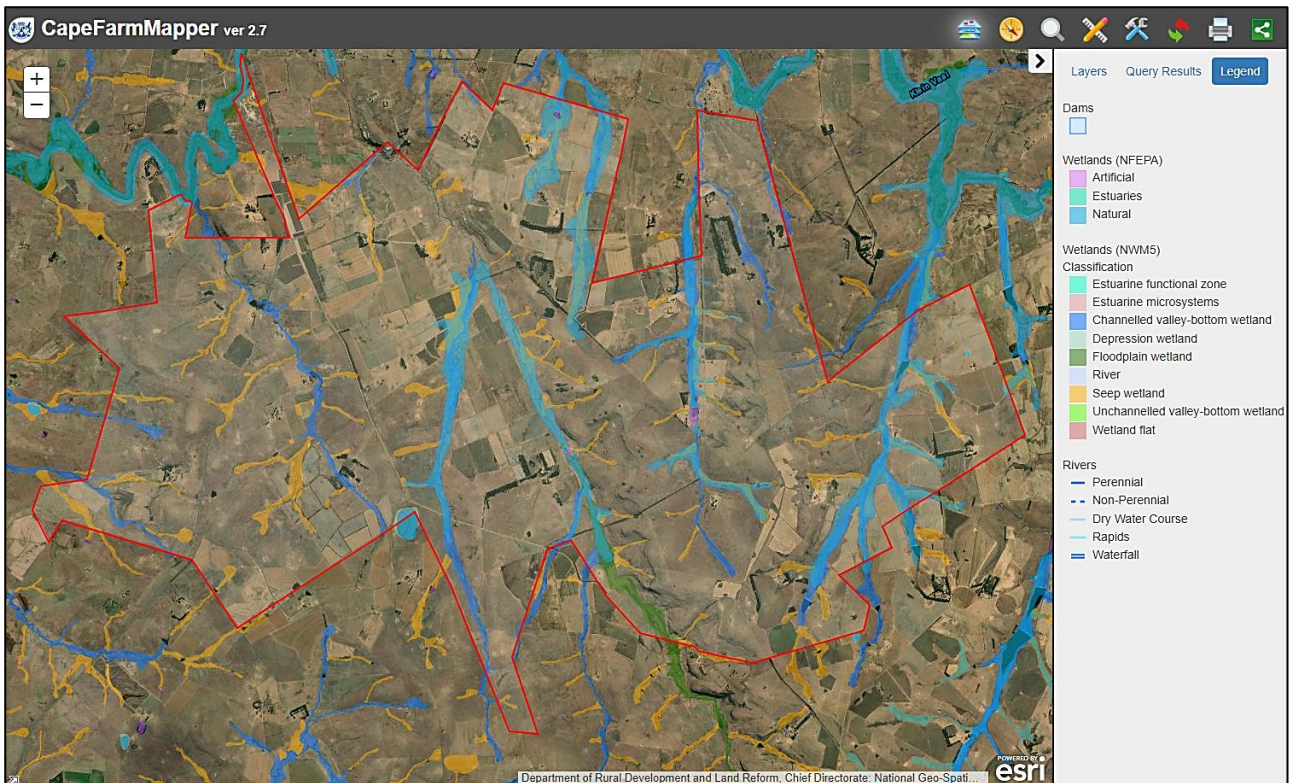 CapeFarmMapper ver 2.7
+
−
Klein Vaal
Layers Query Results Legend
Dams
Wetlands (NFEPA)
Artificial
Estuaries
Natural
Wetlands (NWM5)
Classification
Estuarine functional zone
Estuarine microsystems
Channelled valley-bottom wetland
Depression wetland
Floodplain wetland
River
Seep wetland
Unchannelled valley-bottom wetland
Wetland flat
Rivers
Perennial
Non-Perennial
Dry Water Course
Rapids
Waterfall
Department of Rural Development and Land Reform, Chief Directorate: National Geo-Spati...
POWERED BY
esri